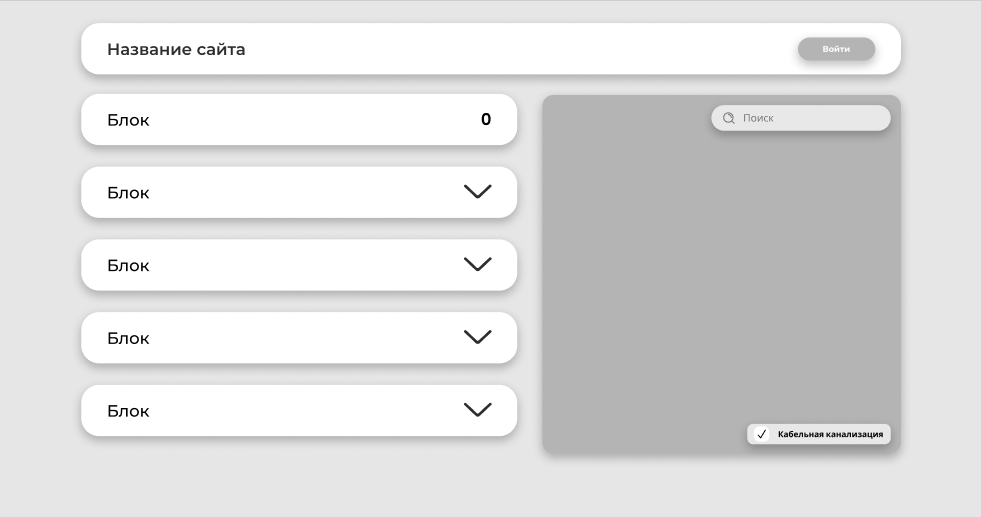 Название сайта
Войти
Блок
0
Блок
Блок
Блок
Блок
Поиск
Кабельная канализация